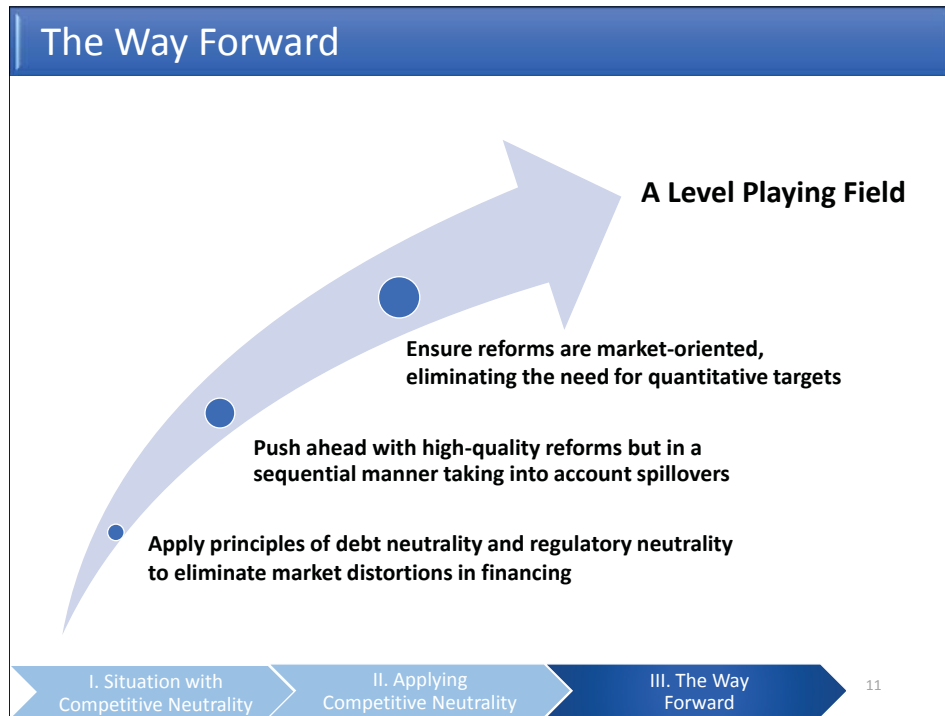 The Way Forward
A Level Playing Field
Ensure reforms are market-oriented,
eliminating the need for quantitative targets
Push ahead with high-quality reforms but in a
sequential manner taking into account spillovers
Apply principles of debt neutrality and regulatory neutrality
to eliminate market distortions in financing
I. Situation with
Competitive Neutrality
II. Applying
Competitive Neutrality
III. The Way
Forward
11